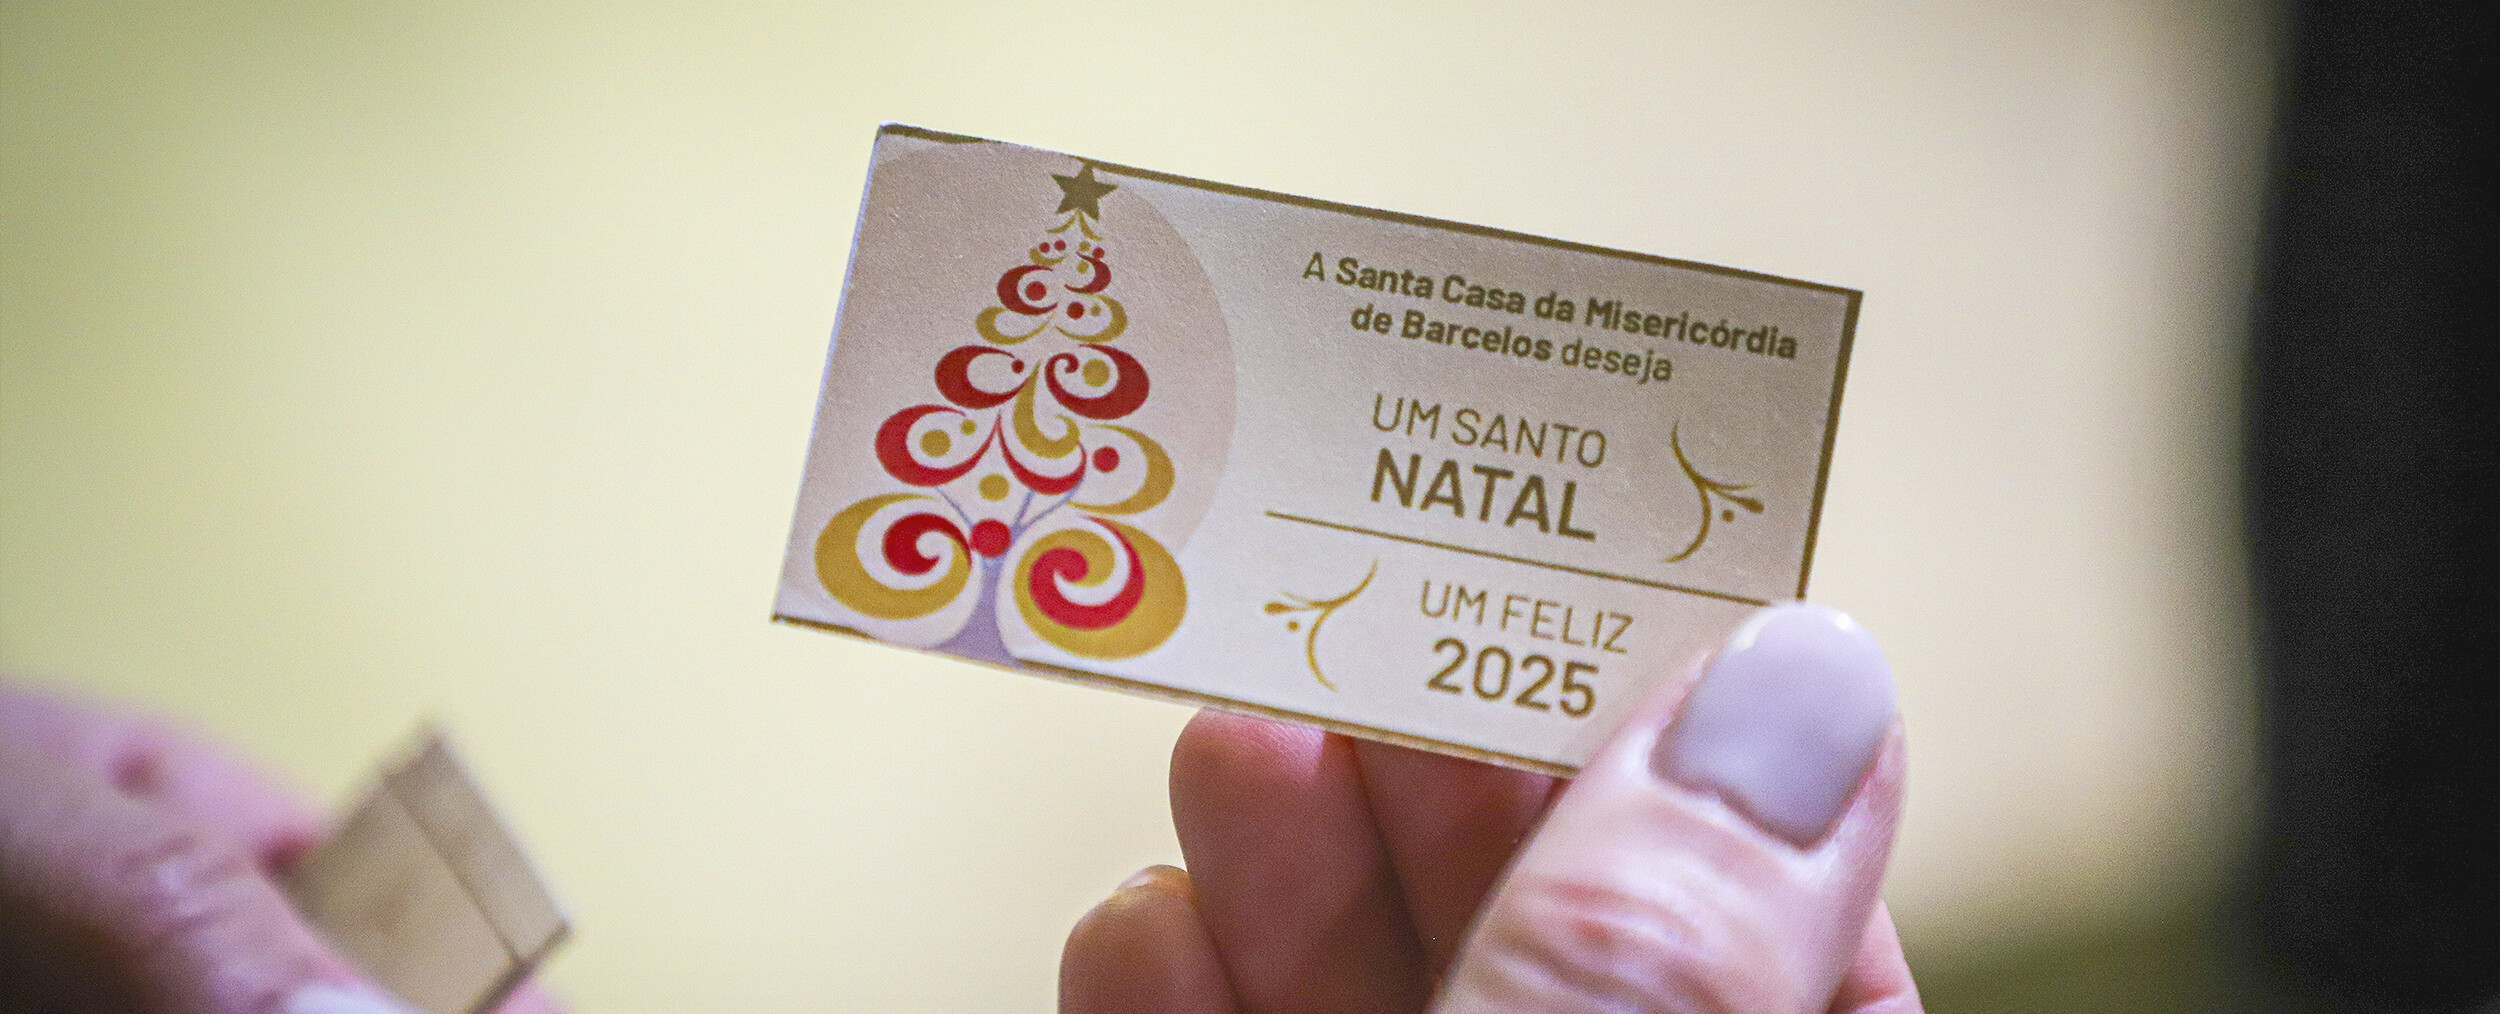 A Santa Casa da Misericórdia
de Barcelos deseja
UM SANTO
NATAL
UM FELIZ
2025